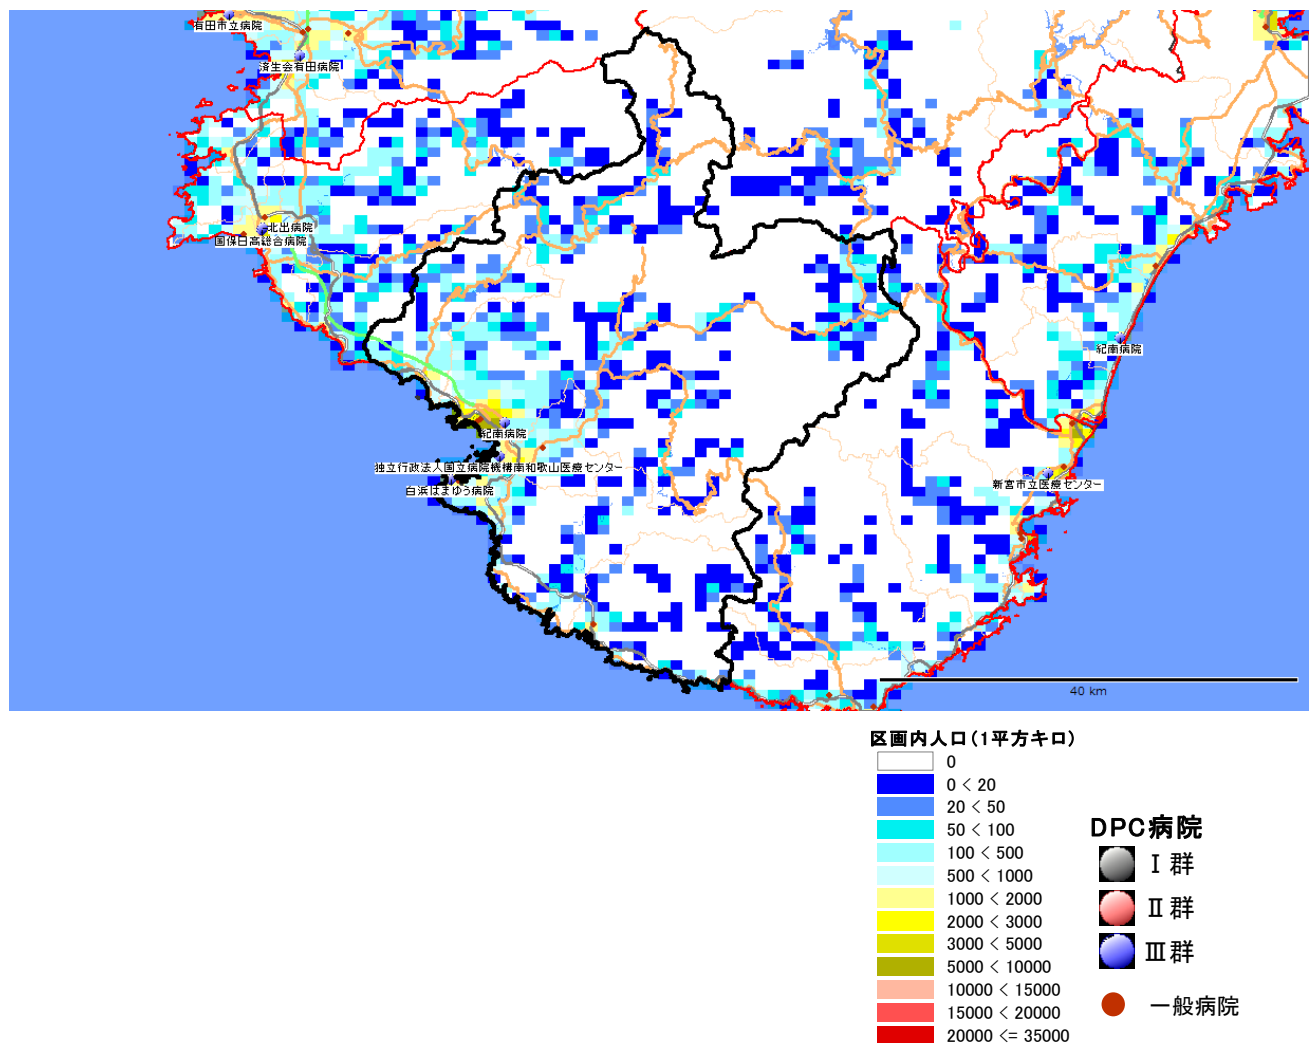 有田市立病院
済生会有田病院
北出病院
国保日高総合病院
紀南病院
紀南病院
独立行政法人国立病院機構南和歌山医療センター
白浜はまゆう病院
新宮市立医療センター
40 km
区画内人口(1平方キロ)
0
0 < 20
20 < 50
50 < 100
100 < 500
500 < 1000
1000 < 2000
2000 < 3000
3000 < 5000
5000 < 10000
10000 < 15000
15000 < 20000
20000 <= 35000
DPC病院
Ⅰ群
Ⅱ群
Ⅲ群
一般病院